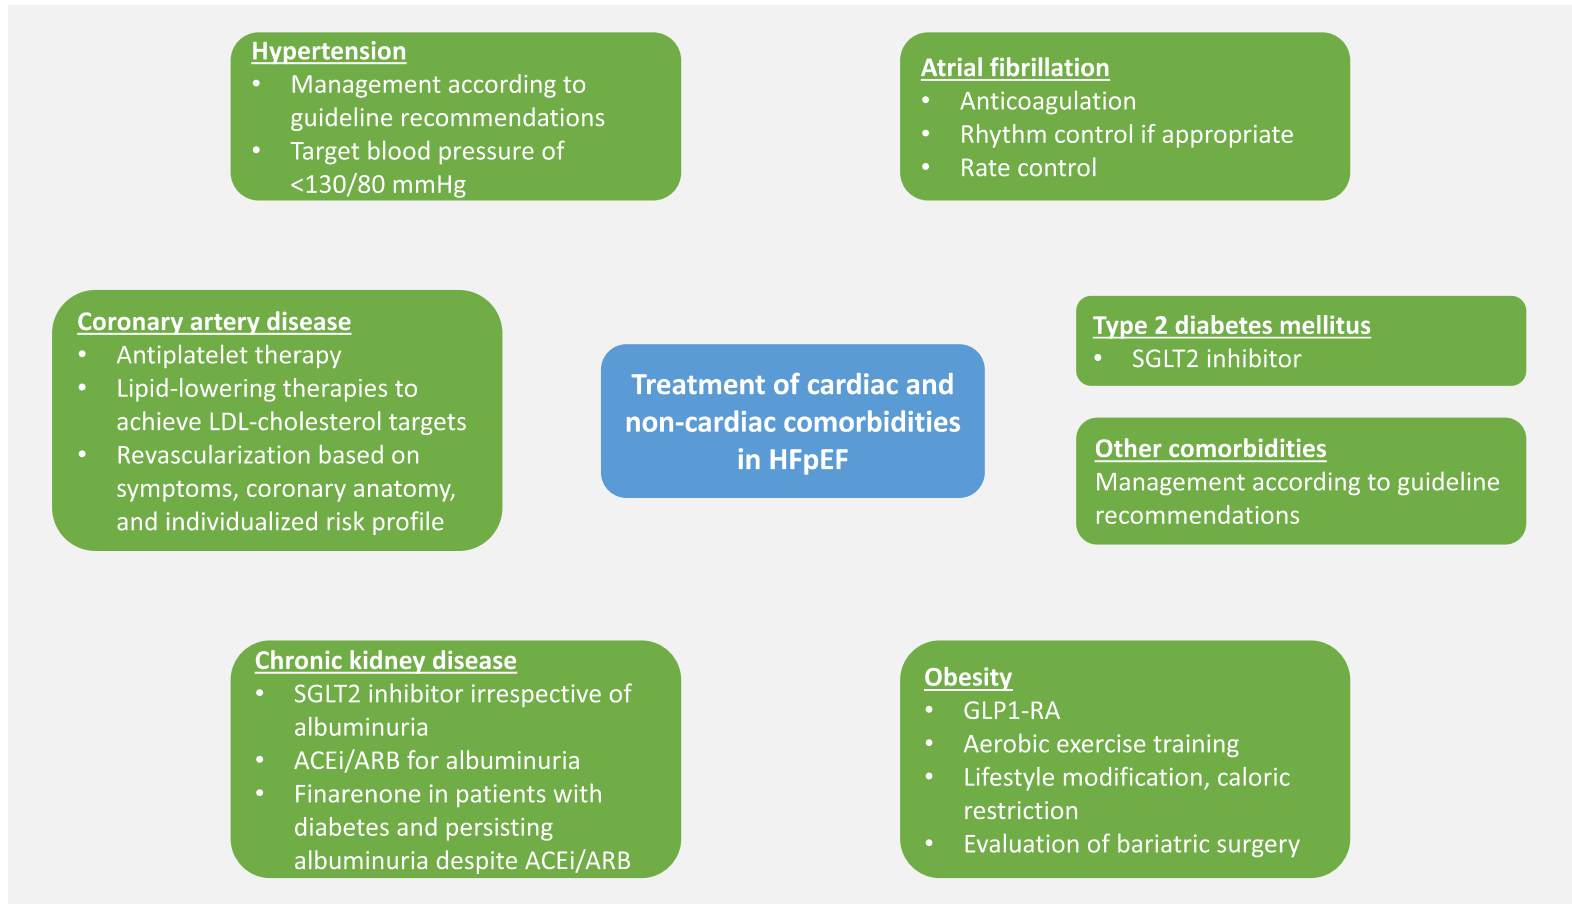 Hypertension
• Management according to
guideline recommendations
• Target blood pressure of
<130/80 mmHg
Atrial fibrillation
• Anticoagulation
• Rhythm control if appropriate
• Rate control
Coronary artery disease
• Antiplatelet therapy
• Lipid-lowering therapies to
achieve LDL-cholesterol targets
• Revascularization based on
symptoms, coronary anatomy,
and individualized risk profile
Treatment of cardiac and
non-cardiac comorbidities
in HFpEF
Type 2 diabetes mellitus
• SGLT2 inhibitor
Other comorbidities
Management according to guideline
recommendations
Chronic kidney disease
• SGLT2 inhibitor irrespective of
albuminuria
• ACEi/ARB for albuminuria
• Finarenone in patients with
diabetes and persisting
albuminuria despite ACEi/ARB
Obesity
• GLP1-RA
• Aerobic exercise training
• Lifestyle modification, caloric
restriction
• Evaluation of bariatric surgery